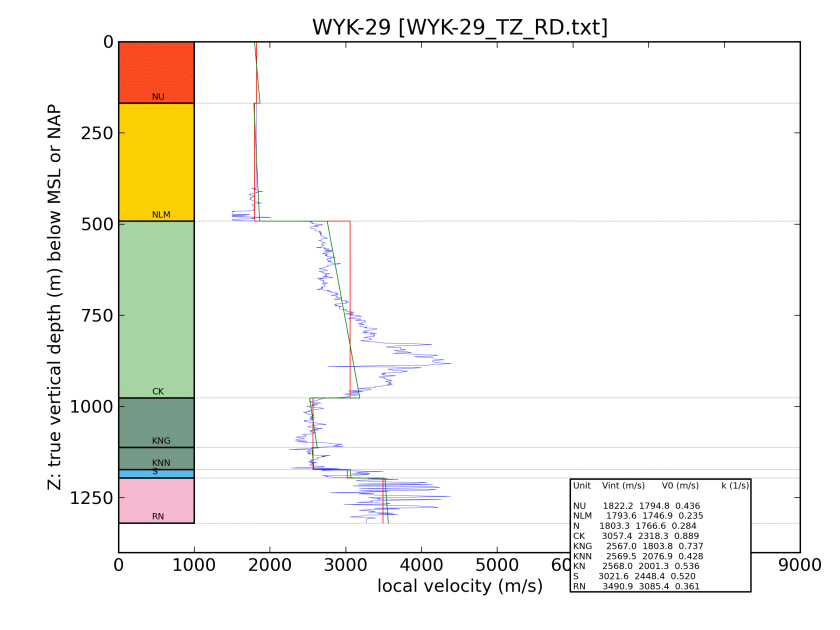 WYK-29 [WYK-29_TZ_RD.txt]
Z: true vertical depth (m) below MSL or NAP
0
250
500
750
1000
1250
NU
NLM
CK
KNG
KNN
S
RN
Unit Vint (m/s) V0 (m/s) k (1/s)
NU 1822.2 1794.8 0.436
NLM 1793.6 1746.9 0.235
N 1803.3 1766.6 0.284
CK 3057.4 2318.3 0.889
KNG 2567.0 1803.8 0.737
KNN 2569.5 2076.9 0.428
KN 2568.0 2001.3 0.536
S 3021.6 2448.4 0.520
RN 3490.9 3085.4 0.361
0 1000 2000 3000 4000 5000 60 9000
local velocity (m/s)